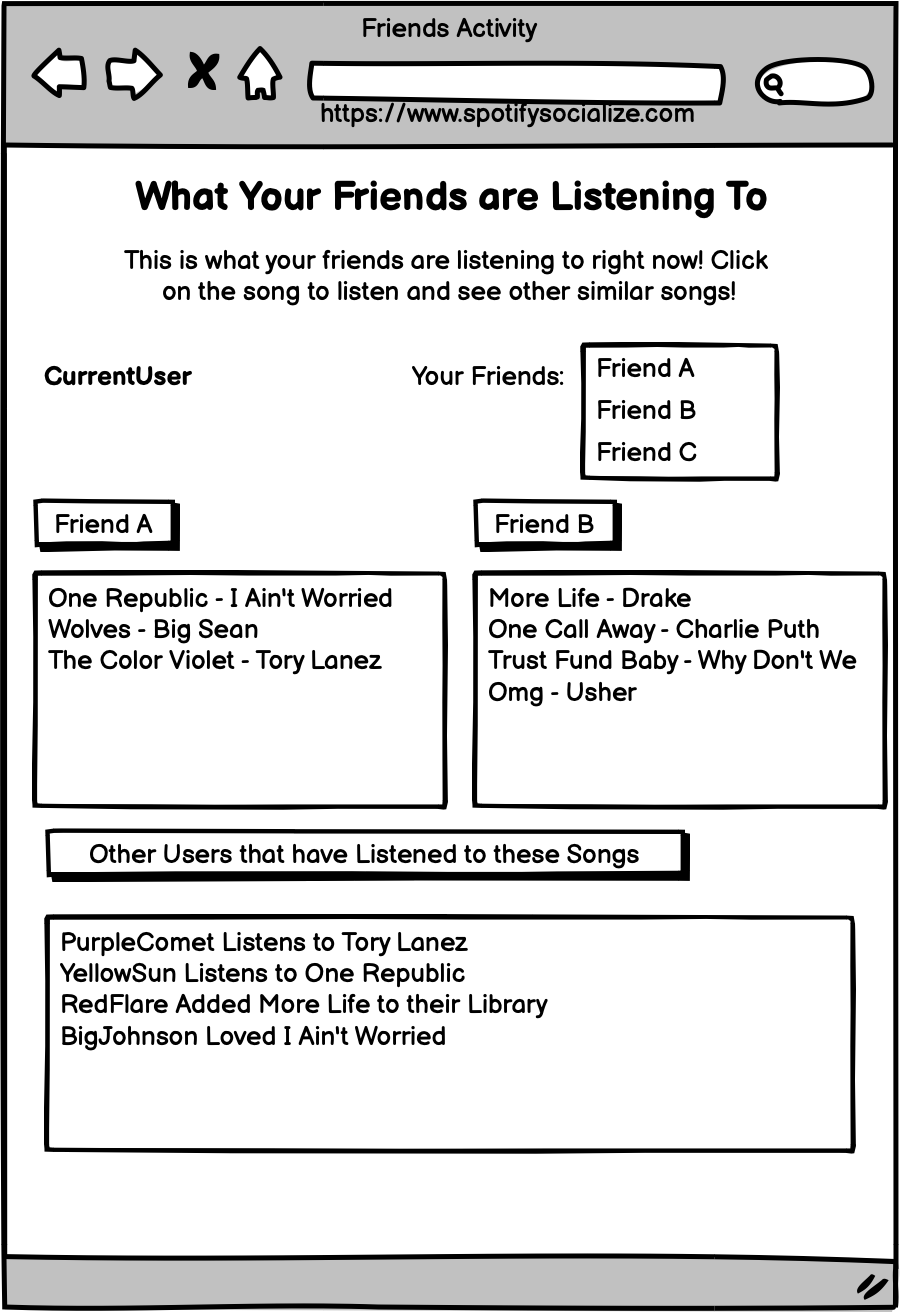 Friends Activity
https://www.spotifysocialize.com
What Your Friends are Listening To
This is what your friends are listening to right now! Click
on the song to listen and see other similar songs!
CurrentUser
Your Friends:
Friend A
Friend B
Friend C
Friend A
One Republic - I Ain't Worried
Wolves - Big Sean
The Color Violet - Tory Lanez
Friend B
More Life - Drake
One Call Away - Charlie Puth
Trust Fund Baby - Why Don't We
Omg - Usher
Other Users that have Listened to these Songs
PurpleComet Listens to Tory Lanez
YellowSun Listens to One Republic
RedFlare Added More Life to their Library
BigJohnson Loved I Ain't Worried